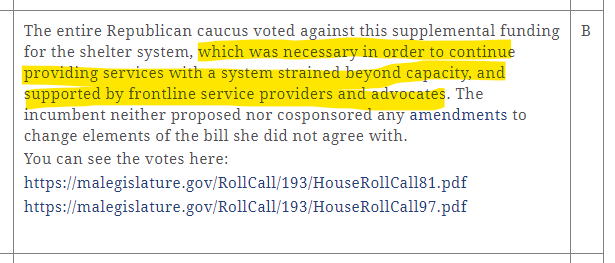 The entire Republican caucus voted against this supplemental funding
for the shelter system, which was necessary in order to continue
providing services with a system strained beyond capacity, and
supported by frontline service providers and advocates. The
incumbent neither proposed nor cosponsored any amendments to
change elements of the bill she did not agree with.
You can see the votes here:
https://malegislature.gov/RollCall/193/HouseRollCall81.pdf
https://malegislature.gov/RollCall/193/HouseRollCall97.pdf
B